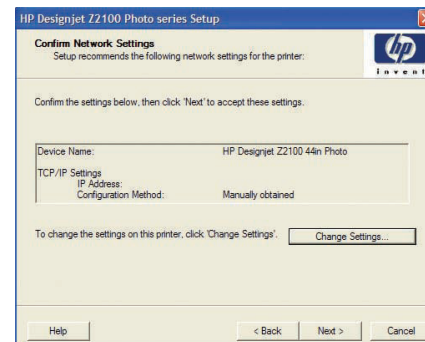 HP Designjet Z2100 Photo series Setup
Confirm Network Settings
Setup recommends the following network settings for the printer:
hp
invent
Confirm the settings below, then click 'Next' to accept these settings.
Device Name: HP Designjet Z2100 44in Photo
TCP/IP Settings
IP Address:
Configuration Method: Manually obtained
To change the settings on this printer, click 'Change Settings'. Change Settings...
Help < Back Next > Cancel